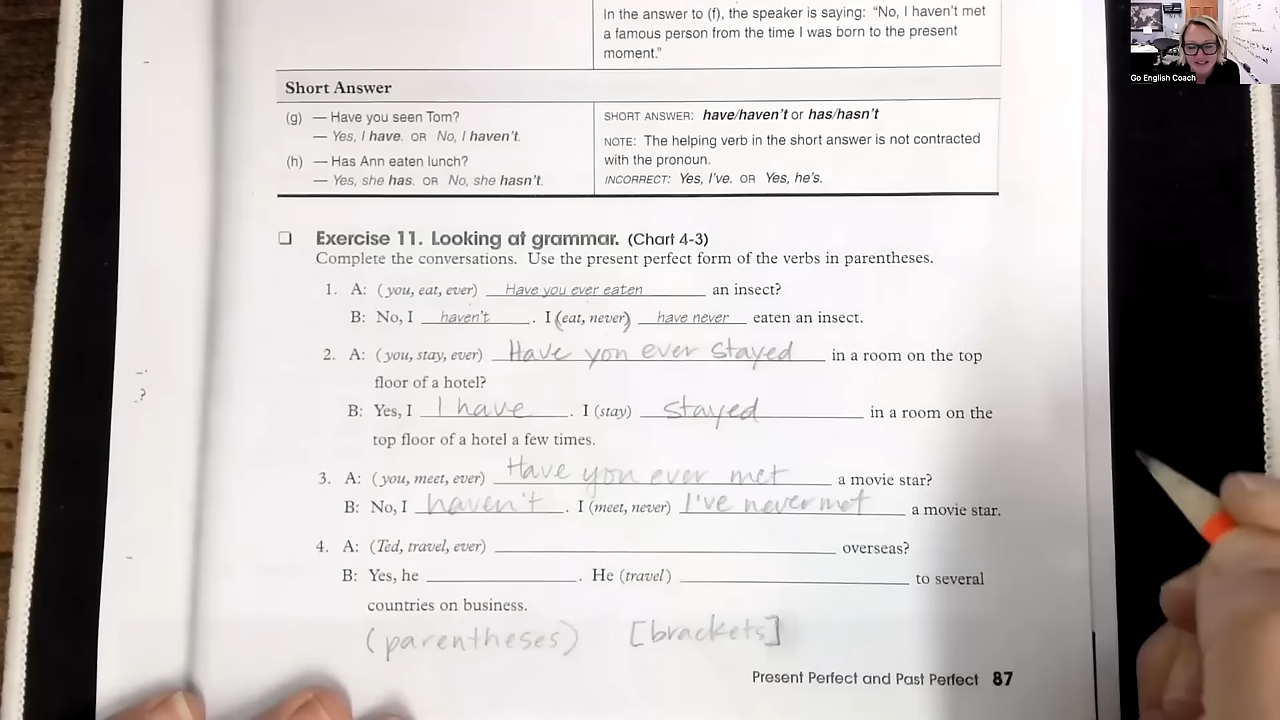 In the answer to (f), the speaker is saying: “No, I haven't met
a famous person from the time I was born to the present
moment.”
Go English Coach
Short Answer
(g) — Have you seen Tom?
— Yes, I have. OR No, I haven't.
(h) — Has Ann eaten lunch?
— Yes, she has. OR No, she hasn't.
SHORT ANSWER: have/haven't or has/hasn't
NOTE: The helping verb in the short answer is not contracted
with the pronoun.
INCORRECT: Yes, I've. OR Yes, he's.
Exercise 11. Looking at grammar. (Chart 4-3)
Complete the conversations. Use the present perfect form of the verbs in parentheses.
1. A: (you, eat, ever) Have you ever eaten an insect?
B: No, I haven't. I (eat, never) have never eaten an insect.
2. A: (you, stay, ever) Have you ever stayed in a room on the top
floor of a hotel?
B: Yes, I I have. I (stay) stayed in a room on the
top floor of a hotel a few times.
3. A: (you, meet, ever) Have you ever met a movie star?
B: No, I haven't. I (meet, never) I've never met a movie star.
4. A: (Ted, travel, ever) overseas?
B: Yes, he . He (travel) to several
countries on business.
(parentheses) [brackets]
Present Perfect and Past Perfect 87